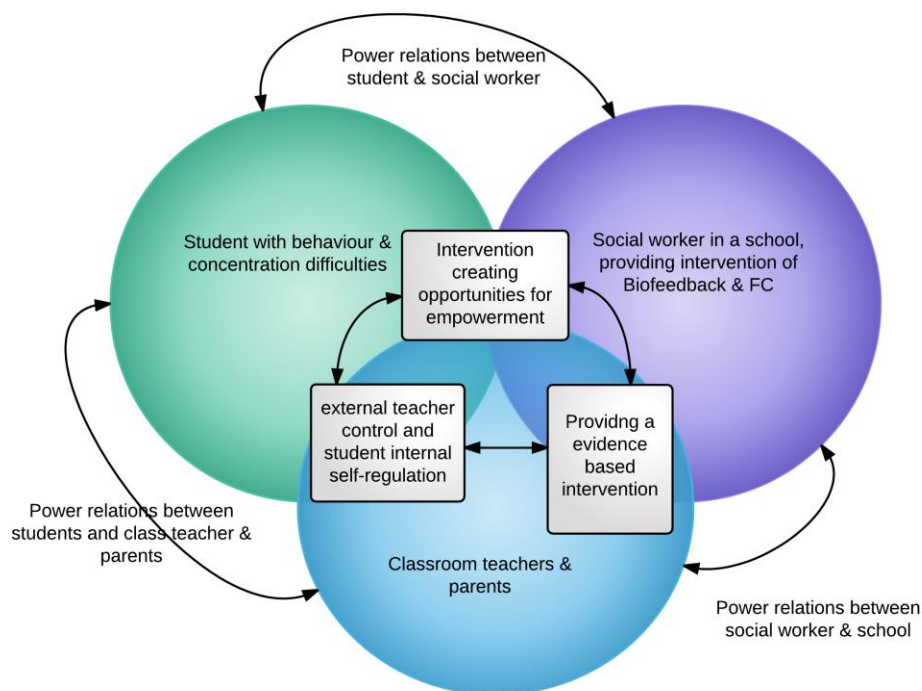 Power relations between
student & social worker
Student with behaviour &
concentration difficulties
Intervention
creating
opportunities for
empowerment
Social worker in a school,
providing intervention of
Biofeedback & FC
external teacher
control and
student internal
self-regulation
Providng a
evidence
based
intervention
Power relations between
students and class teacher &
parents
Classroom teachers &
parents
Power relations between
social worker & school